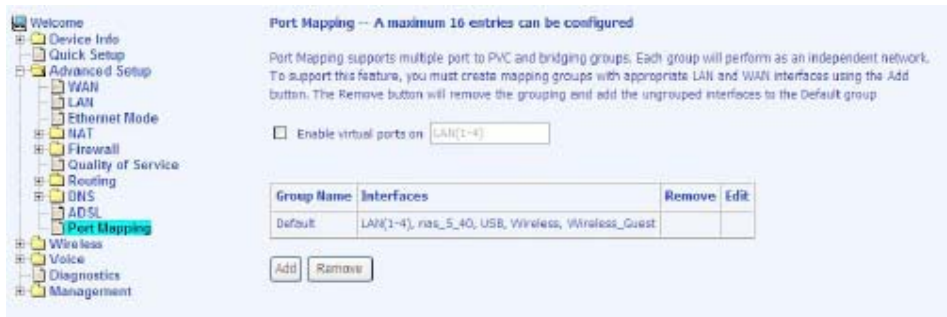 Welcome
Device Info
Quick Setup
Advanced Setup
WAN
LAN
Ethernet Mode
NAT
Firewall
Quality of Service
Routing
DNS
ADSL
Port Mapping
Wireless
Voice
Diagnostics
Management
Port Mapping -- A maximum 16 entries can be configured
Port Mapping supports multiple port to PVC and bridging groups. Each group will perform as an independent network.
To support this feature, you must create mapping groups with appropriate LAN and WAN interfaces using the Add
button. The Remove button will remove the grouping and add the ungrouped interfaces to the Default group
Enable virtual ports on LAN(1-4)
Group Name Interfaces Remove Edit
Default LAN(1-4), nas_5_40, USB, Wireless, Wireless_Guest
Add Remove